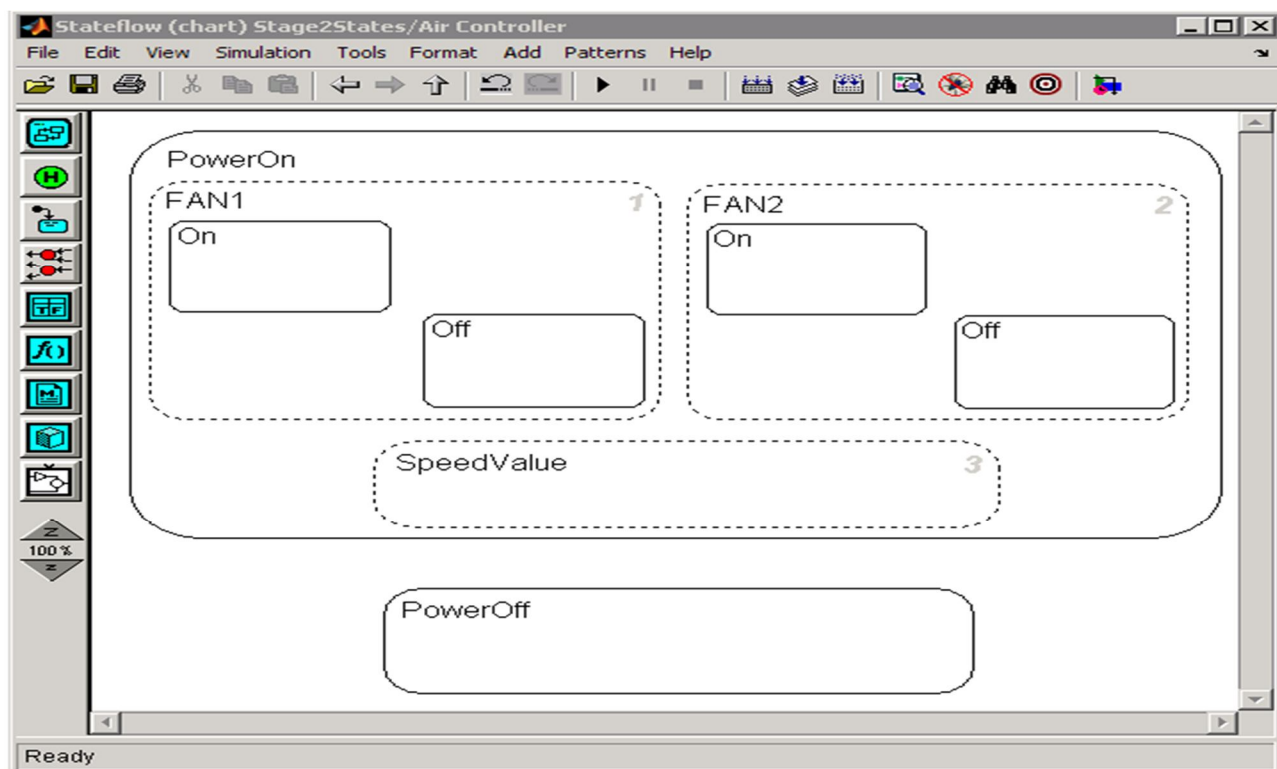 Stateflow (chart) Stage2States/Air Controller
File Edit View Simulation Tools Format Add Patterns Help
H
TF
f()
M
PowerOn
FAN1 1
FAN2 2
On
On
Off
Off
SpeedValue 3
Z
100 %
z
PowerOff
Ready